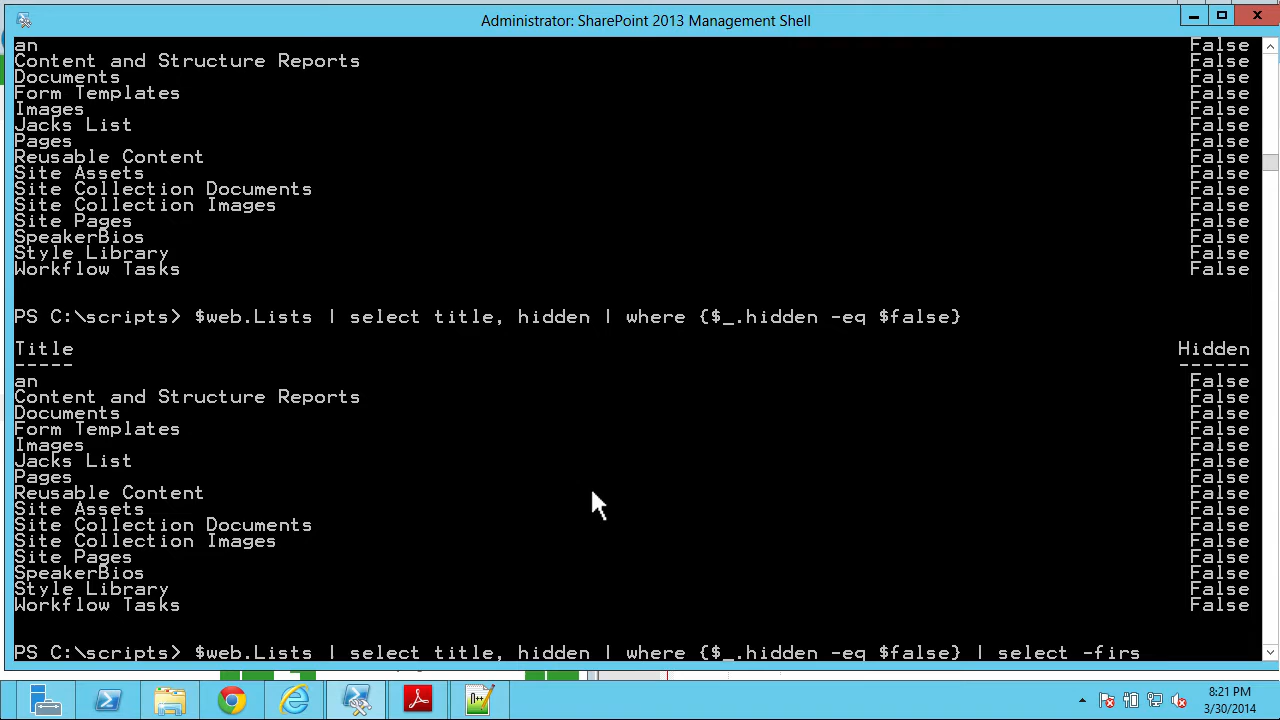 Administrator: SharePoint 2013 Management Shell
an False
Content and Structure Reports False
Documents False
Form Templates False
Images False
Jacks List False
Pages False
Reusable Content False
Site Assets False
Site Collection Documents False
Site Collection Images False
Site Pages False
SpeakerBios False
Style Library False
Workflow Tasks False
PS C:\scripts> $web.Lists | select title, hidden | where {$_.hidden -eq $false}
Title Hidden
----- ------
an False
Content and Structure Reports False
Documents False
Form Templates False
Images False
Jacks List False
Pages False
Reusable Content False
Site Assets False
Site Collection Documents False
Site Collection Images False
Site Pages False
SpeakerBios False
Style Library False
Workflow Tasks False
PS C:\scripts> $web.Lists | select title, hidden | where {$_.hidden -eq $false} | select -firs
8:21 PM
3/30/2014